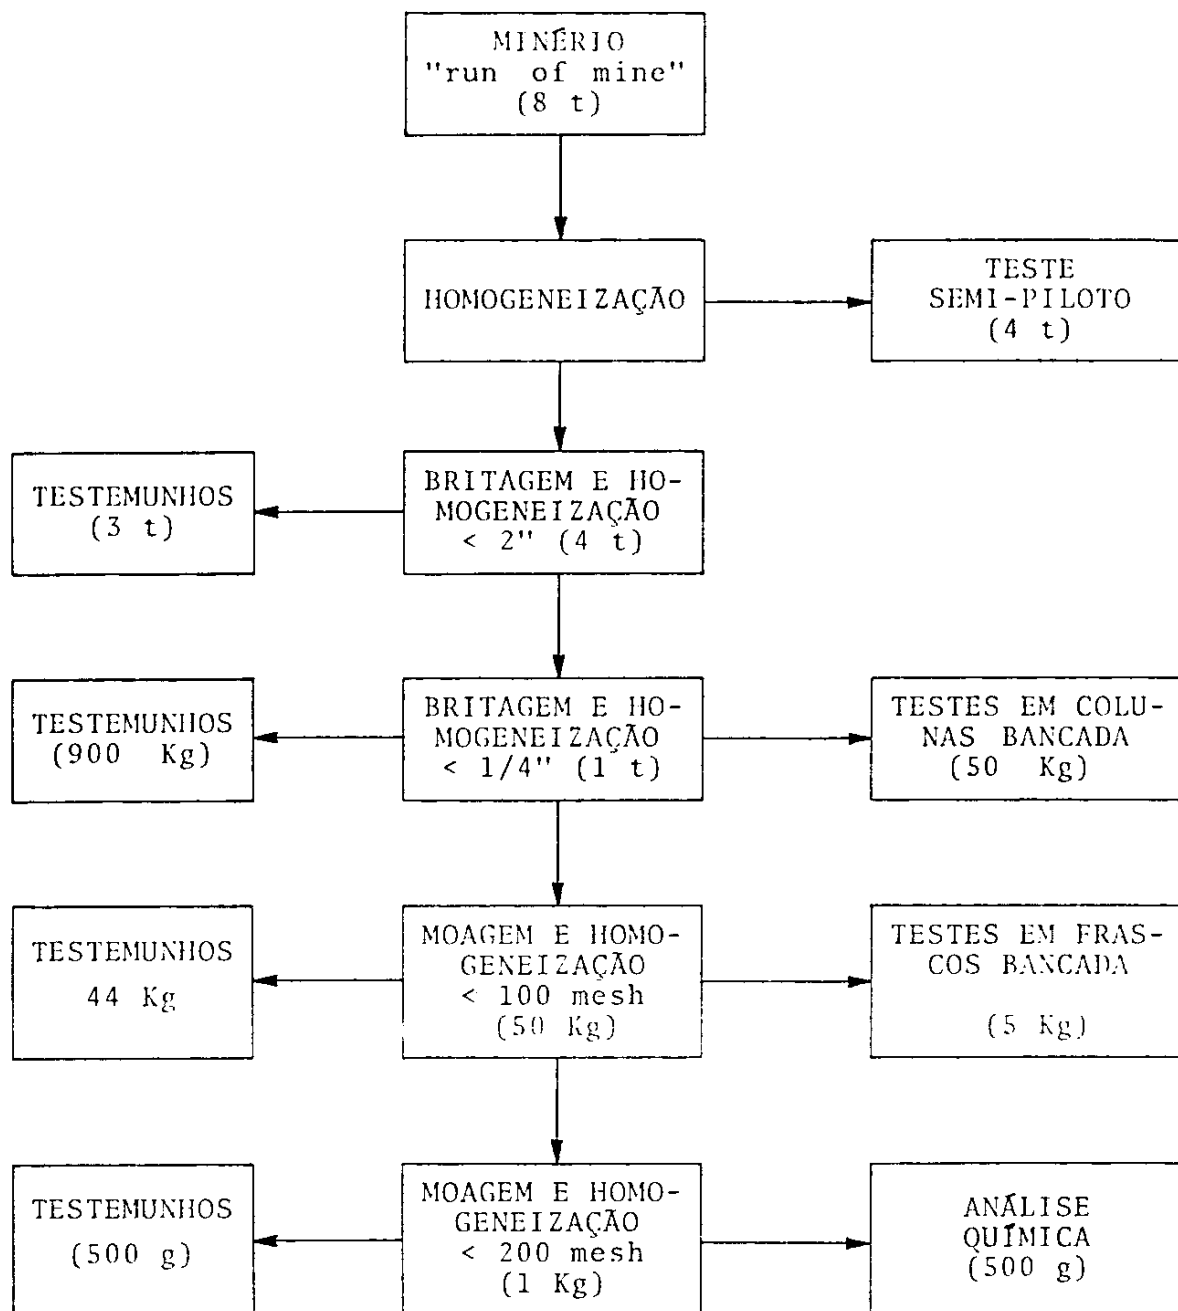 MINÉRIO
"run of mine"
(8 t)
HOMOGENEIZAÇÃO
TESTE
SEMI-PILOTO
(4 t)
TESTEMUNHOS
(3 t)
BRITAGEM E HO-
MOGENEIZAÇÃO
< 2" (4 t)
TESTEMUNHOS
(900 Kg)
BRITAGEM E HO-
MOGENEIZAÇÃO
< 1/4" (1 t)
TESTES EM COLU-
NAS BANCADA
(50 Kg)
TESTEMUNHOS
44 Kg
MOAGEM E HOMO-
GENEIZAÇÃO
< 100 mesh
(50 Kg)
TESTES EM FRAS-
COS BANCADA
(5 Kg)
TESTEMUNHOS
(500 g)
MOAGEM E HOMO-
GENEIZAÇÃO
< 200 mesh
(1 Kg)
ANÁLISE
QUÍMICA
(500 g)